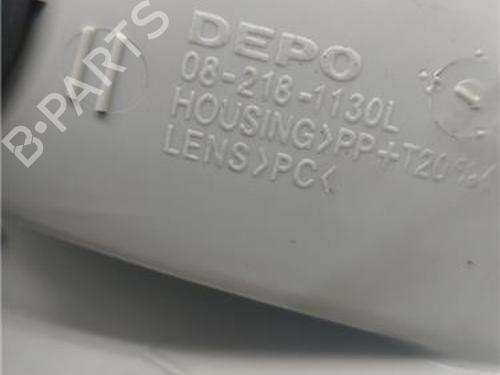 DEPO
08-218-1130L
HOUSING>PP+T20%<
LENS>PC<
B-PARTS